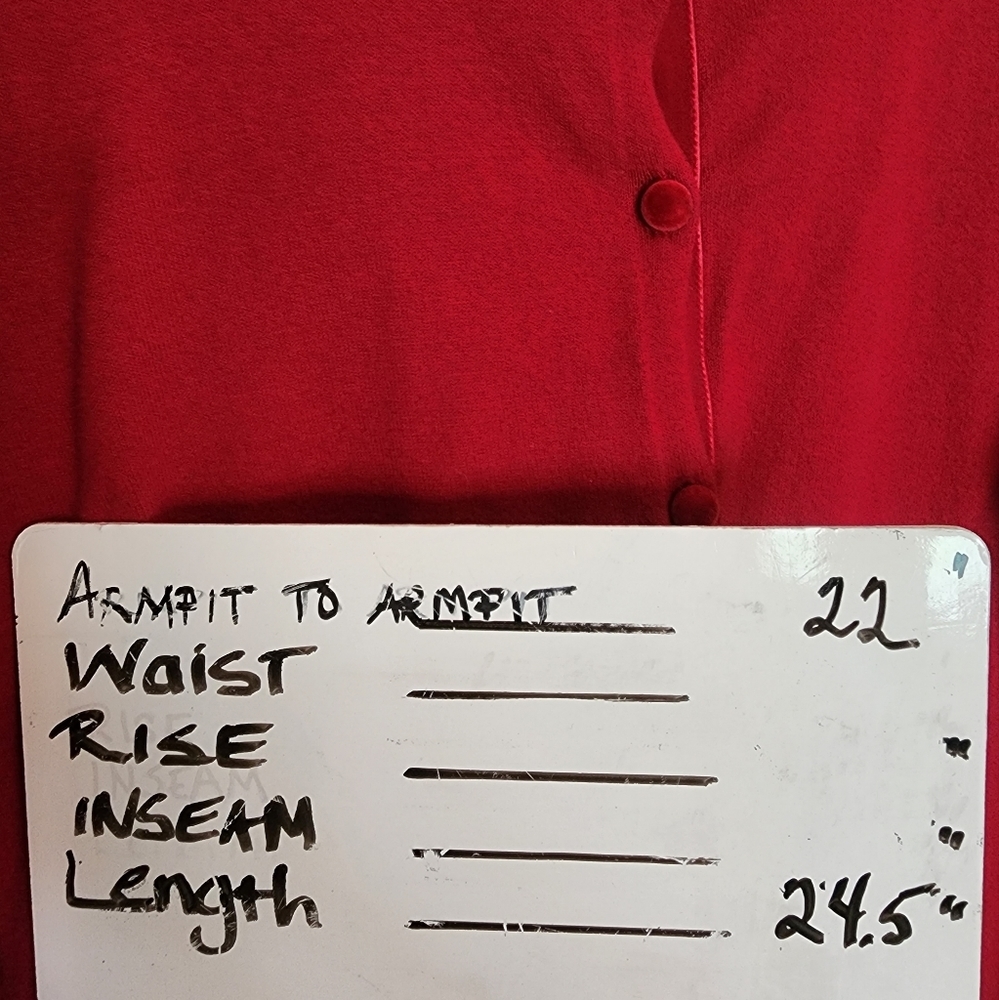 ARMPIT TO ARMPIT 22
Waist
RISE "
INSEAM "
Length 24.5"